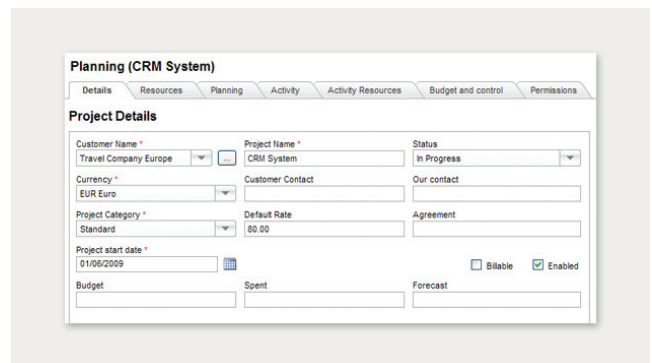 Planning (CRM System)
Details Resources Planning Activity Activity Resources Budget and control Permissions
Project Details
Customer Name * Project Name * Status
Travel Company Europe ... CRM System In Progress
Currency * Customer Contact Our contact
EUR Euro
Project Category * Default Rate Agreement
Standard 80.00
Project start date *
01/06/2009 Billable Enabled
Budget Spent Forecast